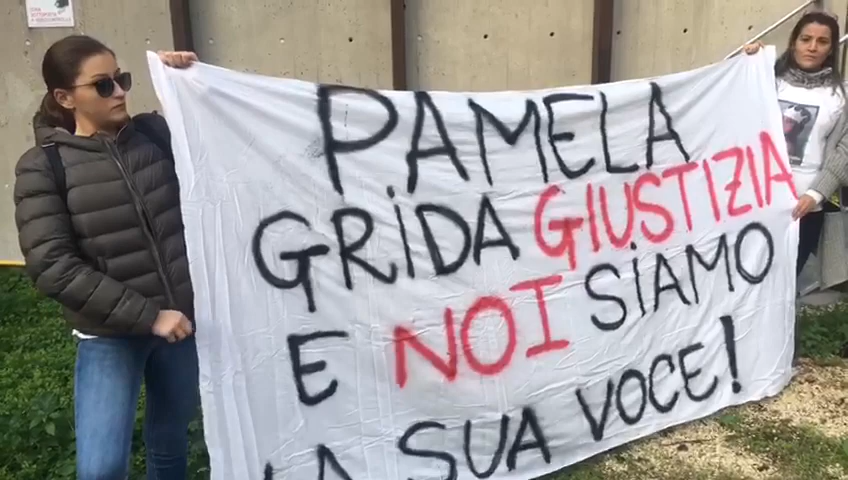 PAMELA
GRiDA GIUSTIZIA
E NOI SiAMO
LA SUA VOCE!